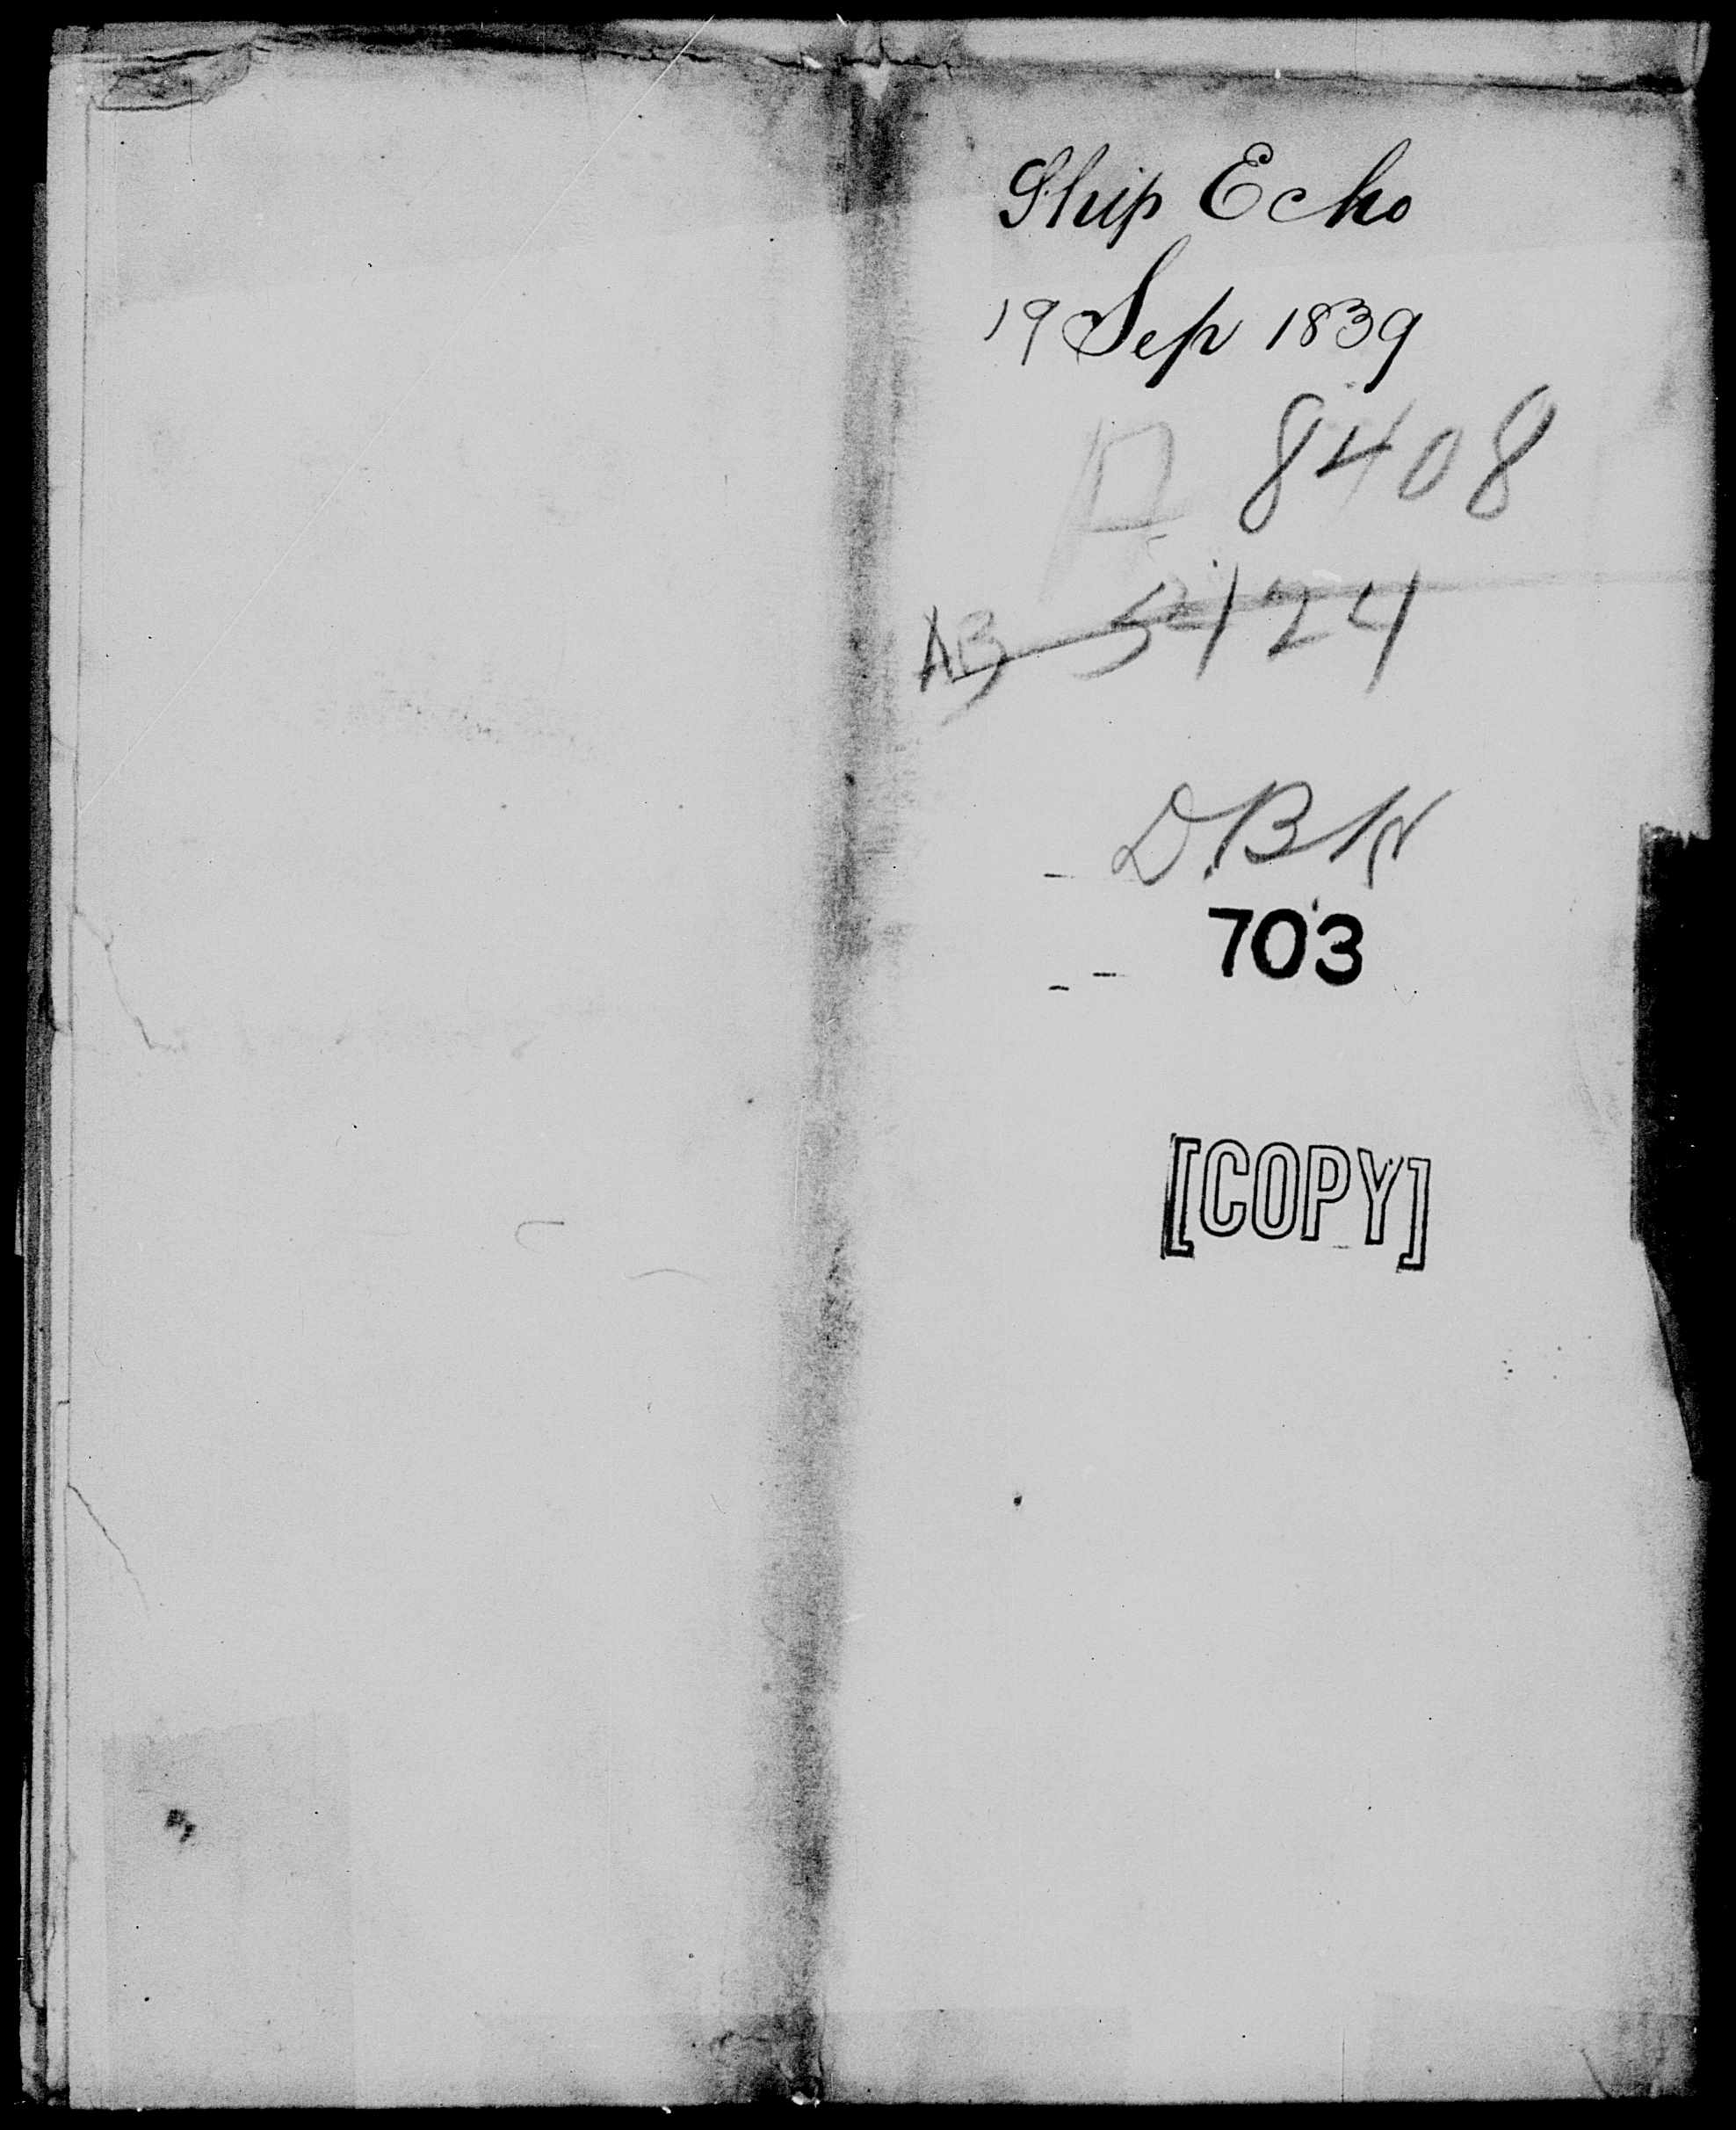 Ship Echo
19 Sep 1839
8408
AB 5124
703
[COPY]